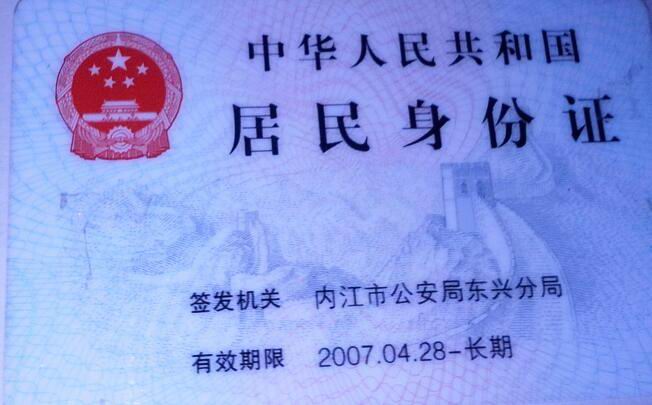 中华人民共和国
居民身份证
签发机关 内江市公安局东兴分局
有效期限 2007.04.28-长期